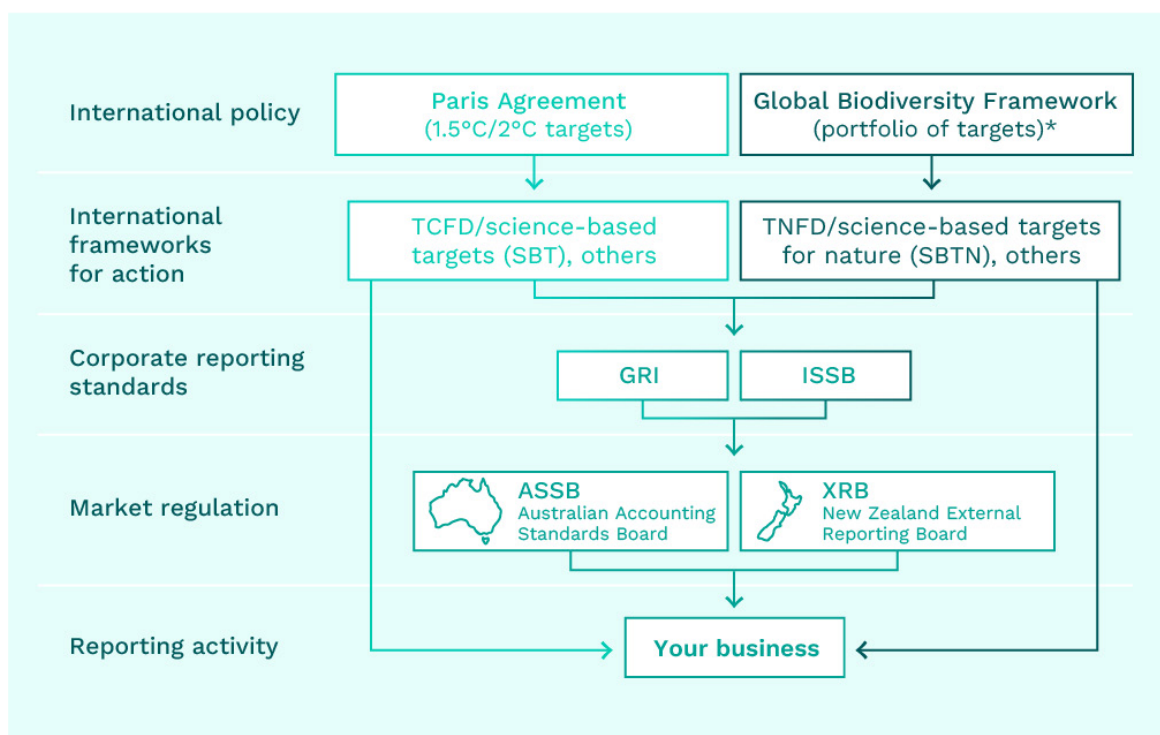 International policy
Paris Agreement
(1.5°C/2°C targets)
Global Biodiversity Framework
(portfolio of targets)*
International
frameworks
for action
TCFD/science-based
targets (SBT), others
TNFD/science-based targets
for nature (SBTN), others
Corporate reporting
standards
GRI
ISSB
Market regulation
ASSB
Australian Accounting
Standards Board
XRB
New Zealand External
Reporting Board
Reporting activity
Your business